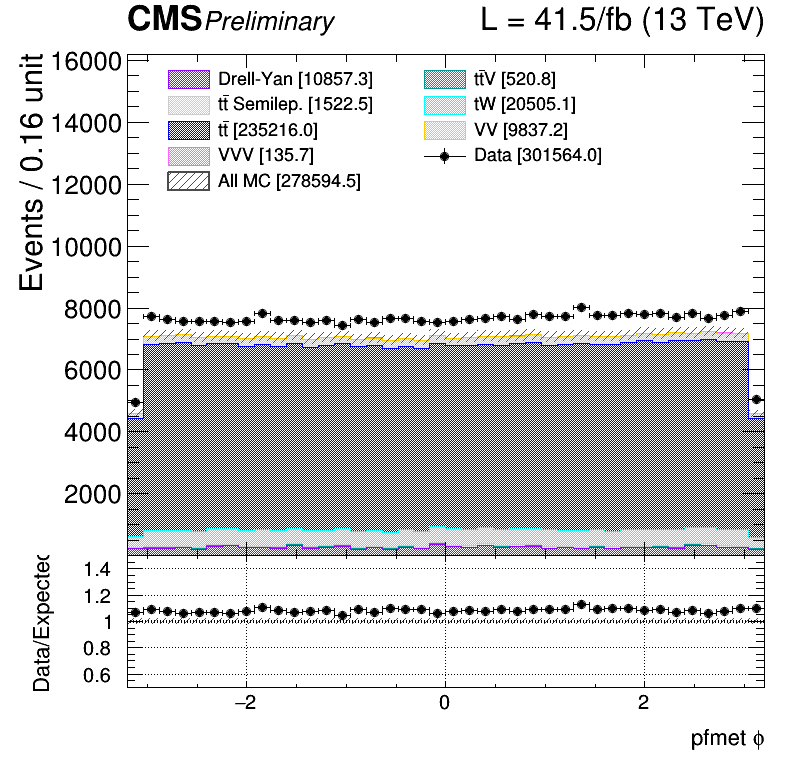 CMS Preliminary L = 41.5/fb (13 TeV)
Events / 0.16 unit
16000
14000
12000
10000
8000
6000
4000
2000
Drell-Yan [10857.3]
tt̄ Semilep. [1522.5]
tt̄ [235216.0]
VVV [135.7]
All MC [278594.5]
tt̄V [520.8]
tW [20505.1]
VV [9837.2]
Data [301564.0]
Data/Expected
1.4
1.2
1
0.8
0.6
−2 0 2
pfmet ϕ